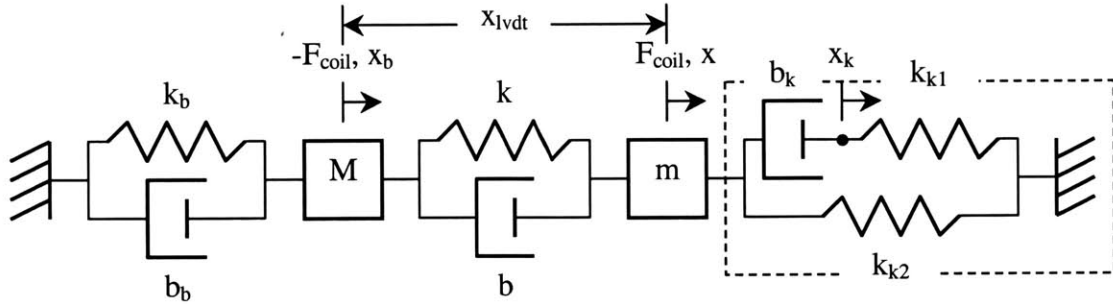 x_lvdt
-F_coil, x_b
F_coil, x
b_k
x_k
k_k1
k_b
k
M
m
b_b
b
k_k2